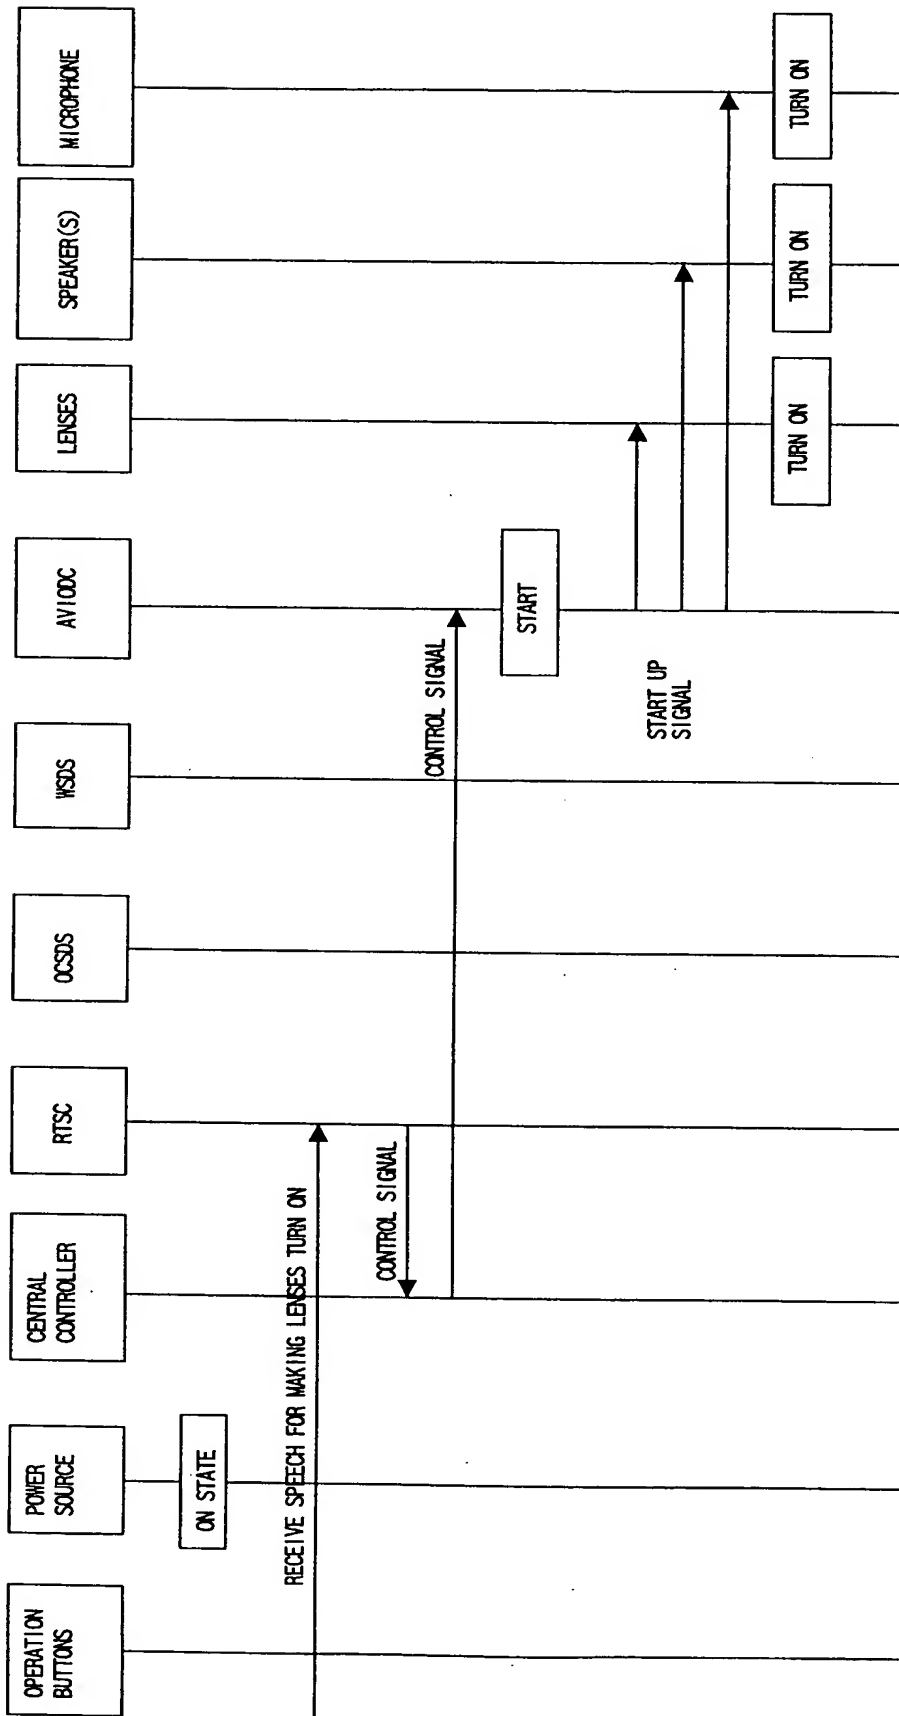 OPERATION
BUTTONS
POWER
SOURCE
CENTRAL
CONTROLLER
RTSC
OCSDS
WSDS
AVIODC
LENSES
SPEAKER(S)
MICROPHONE
ON STATE
RECEIVE SPEECH FOR MAKING LENSES TURN ON
CONTROL SIGNAL
CONTROL SIGNAL
START
START UP
SIGNAL
TURN ON
TURN ON
TURN ON